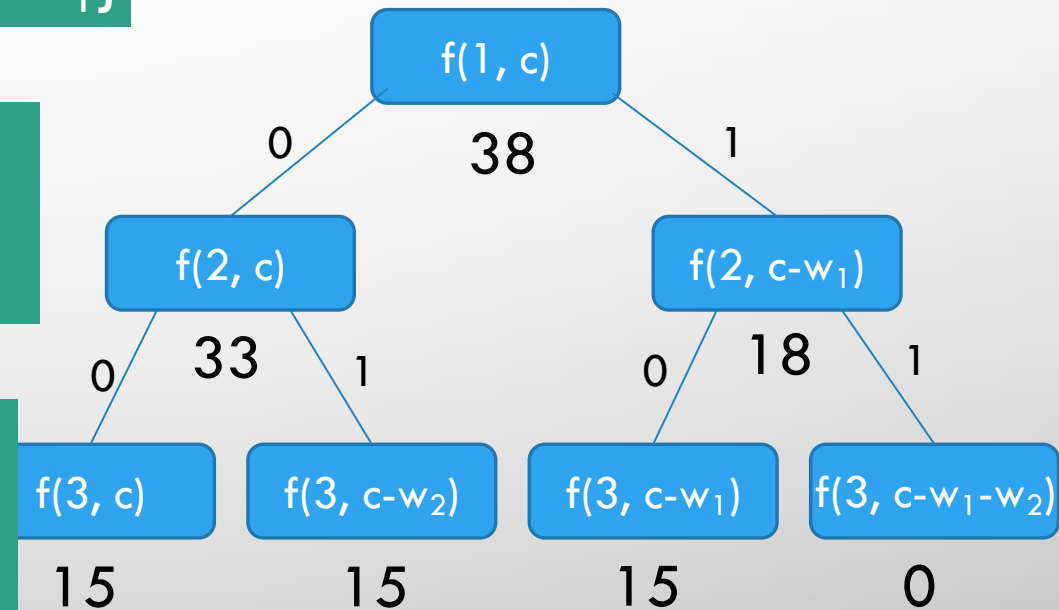 f(1, c)
0
38
1
f(2, c)
f(2, c-w₁)
0
33
1
0
18
1
f(3, c)
f(3, c-w₂)
f(3, c-w₁)
f(3, c-w₁-w₂)
15
15
15
0